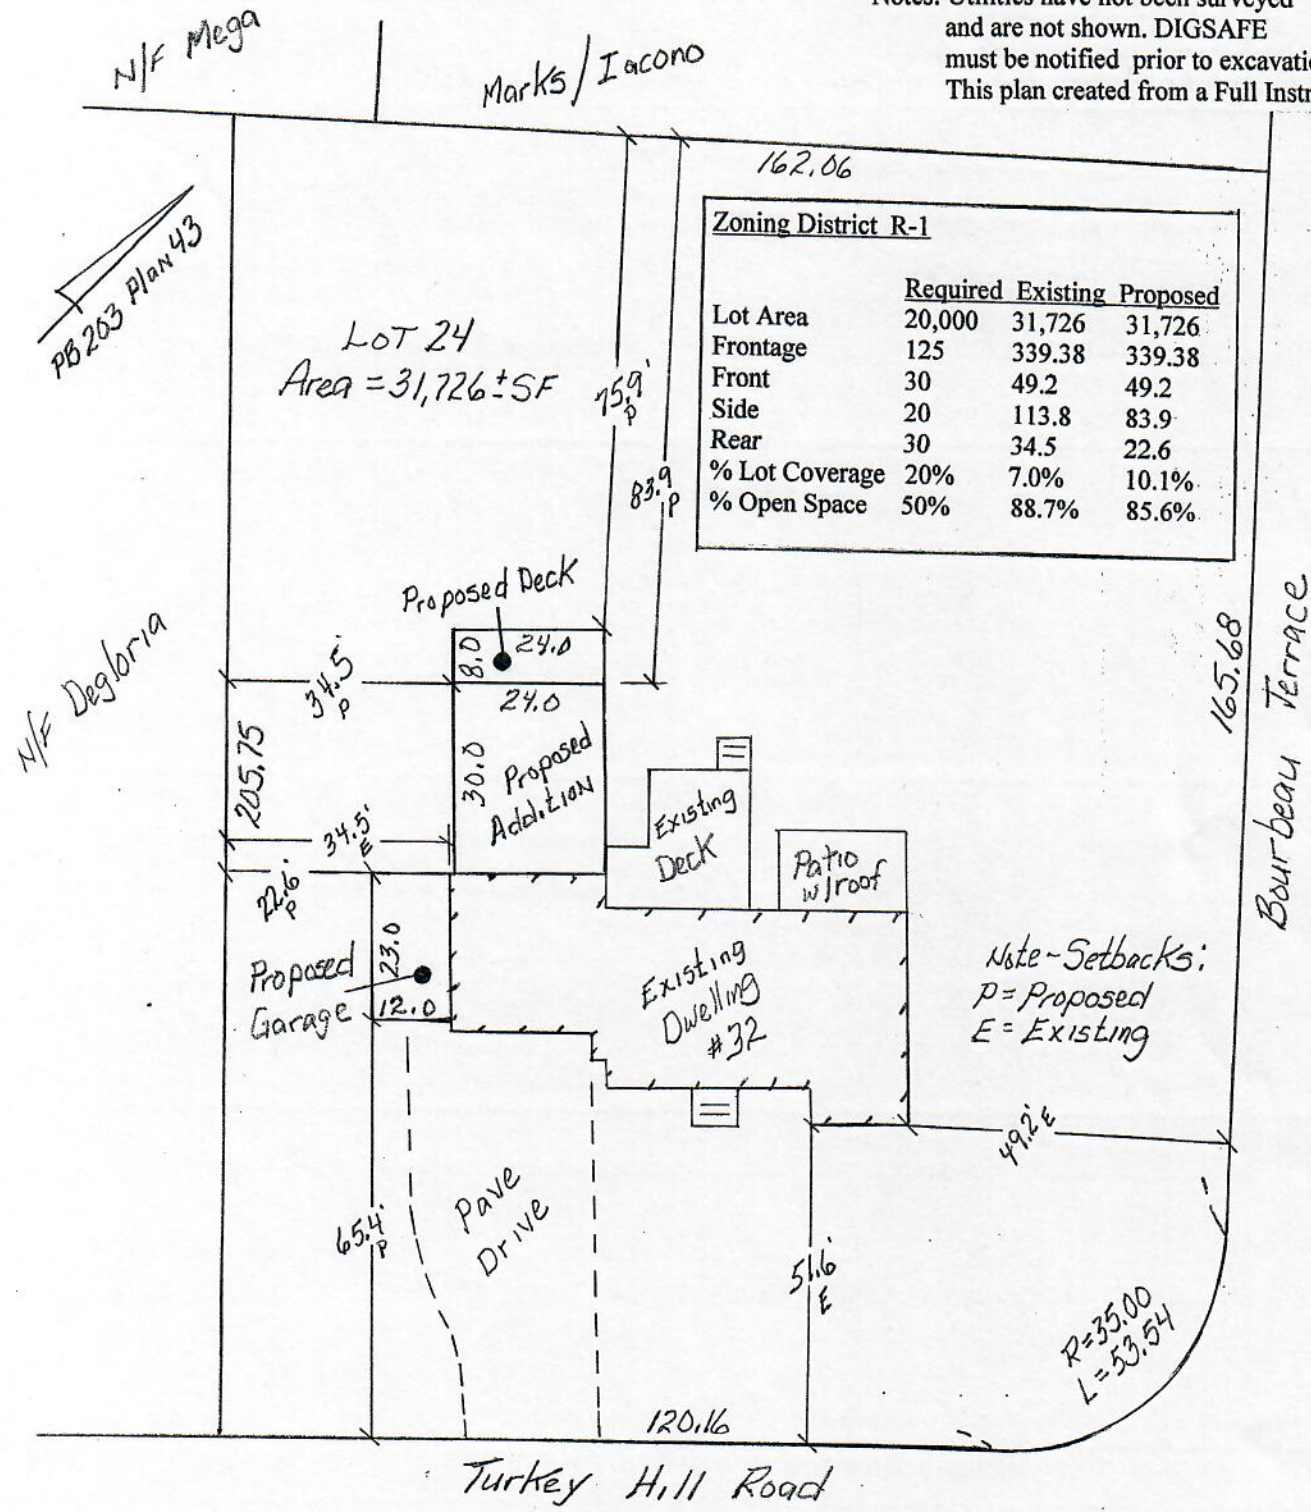 Notes: Utilities have not been surveyed
and are not shown. DIGSAFE
must be notified prior to
This plan created from a Full
N/F Mega
Marks/Iacono
162.06
PB 203 Plan 43
Zoning District R-1
Required Existing Proposed
Lot Area 20,000 31,726 31,726
Frontage 125 339.38 339.38
Front 30 49.2 49.2
Side 20 113.8 83.9
Rear 30 34.5 22.6
% Lot Coverage 20% 7.0% 10.1%
% Open Space 50% 88.7% 85.6%
LOT 24
Area = 31,726 ± SF
75.9'
P
83.9
P
Proposed Deck
8.0
24.0
34.5'
P
24.0
30.0
Proposed
Addition
N/F Degloria
205.75
34.5'
E
22.6'
P
Existing
Deck
Patio
w/roof
165.68
Bourbeau Terrace
Proposed
Garage
23.0
12.0
Existing
Dwelling
#32
Note-Setbacks:
P = Proposed
E = Existing
49.2' E
65.4'
P
Pave
Drive
51.6'
E
R=35.00
L=53.54
120.16
Turkey Hill Road